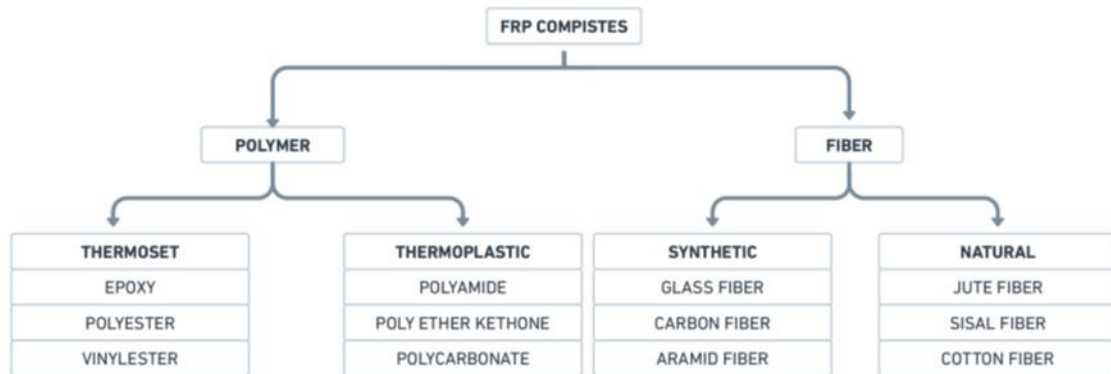 FRP COMPISTES
POLYMER
FIBER
THERMOSET
EPOXY
POLYESTER
VINYLESTER
THERMOPLASTIC
POLYAMIDE
POLY ETHER KETHONE
POLYCARBONATE
SYNTHETIC
GLASS FIBER
CARBON FIBER
ARAMID FIBER
NATURAL
JUTE FIBER
SISAL FIBER
COTTON FIBER